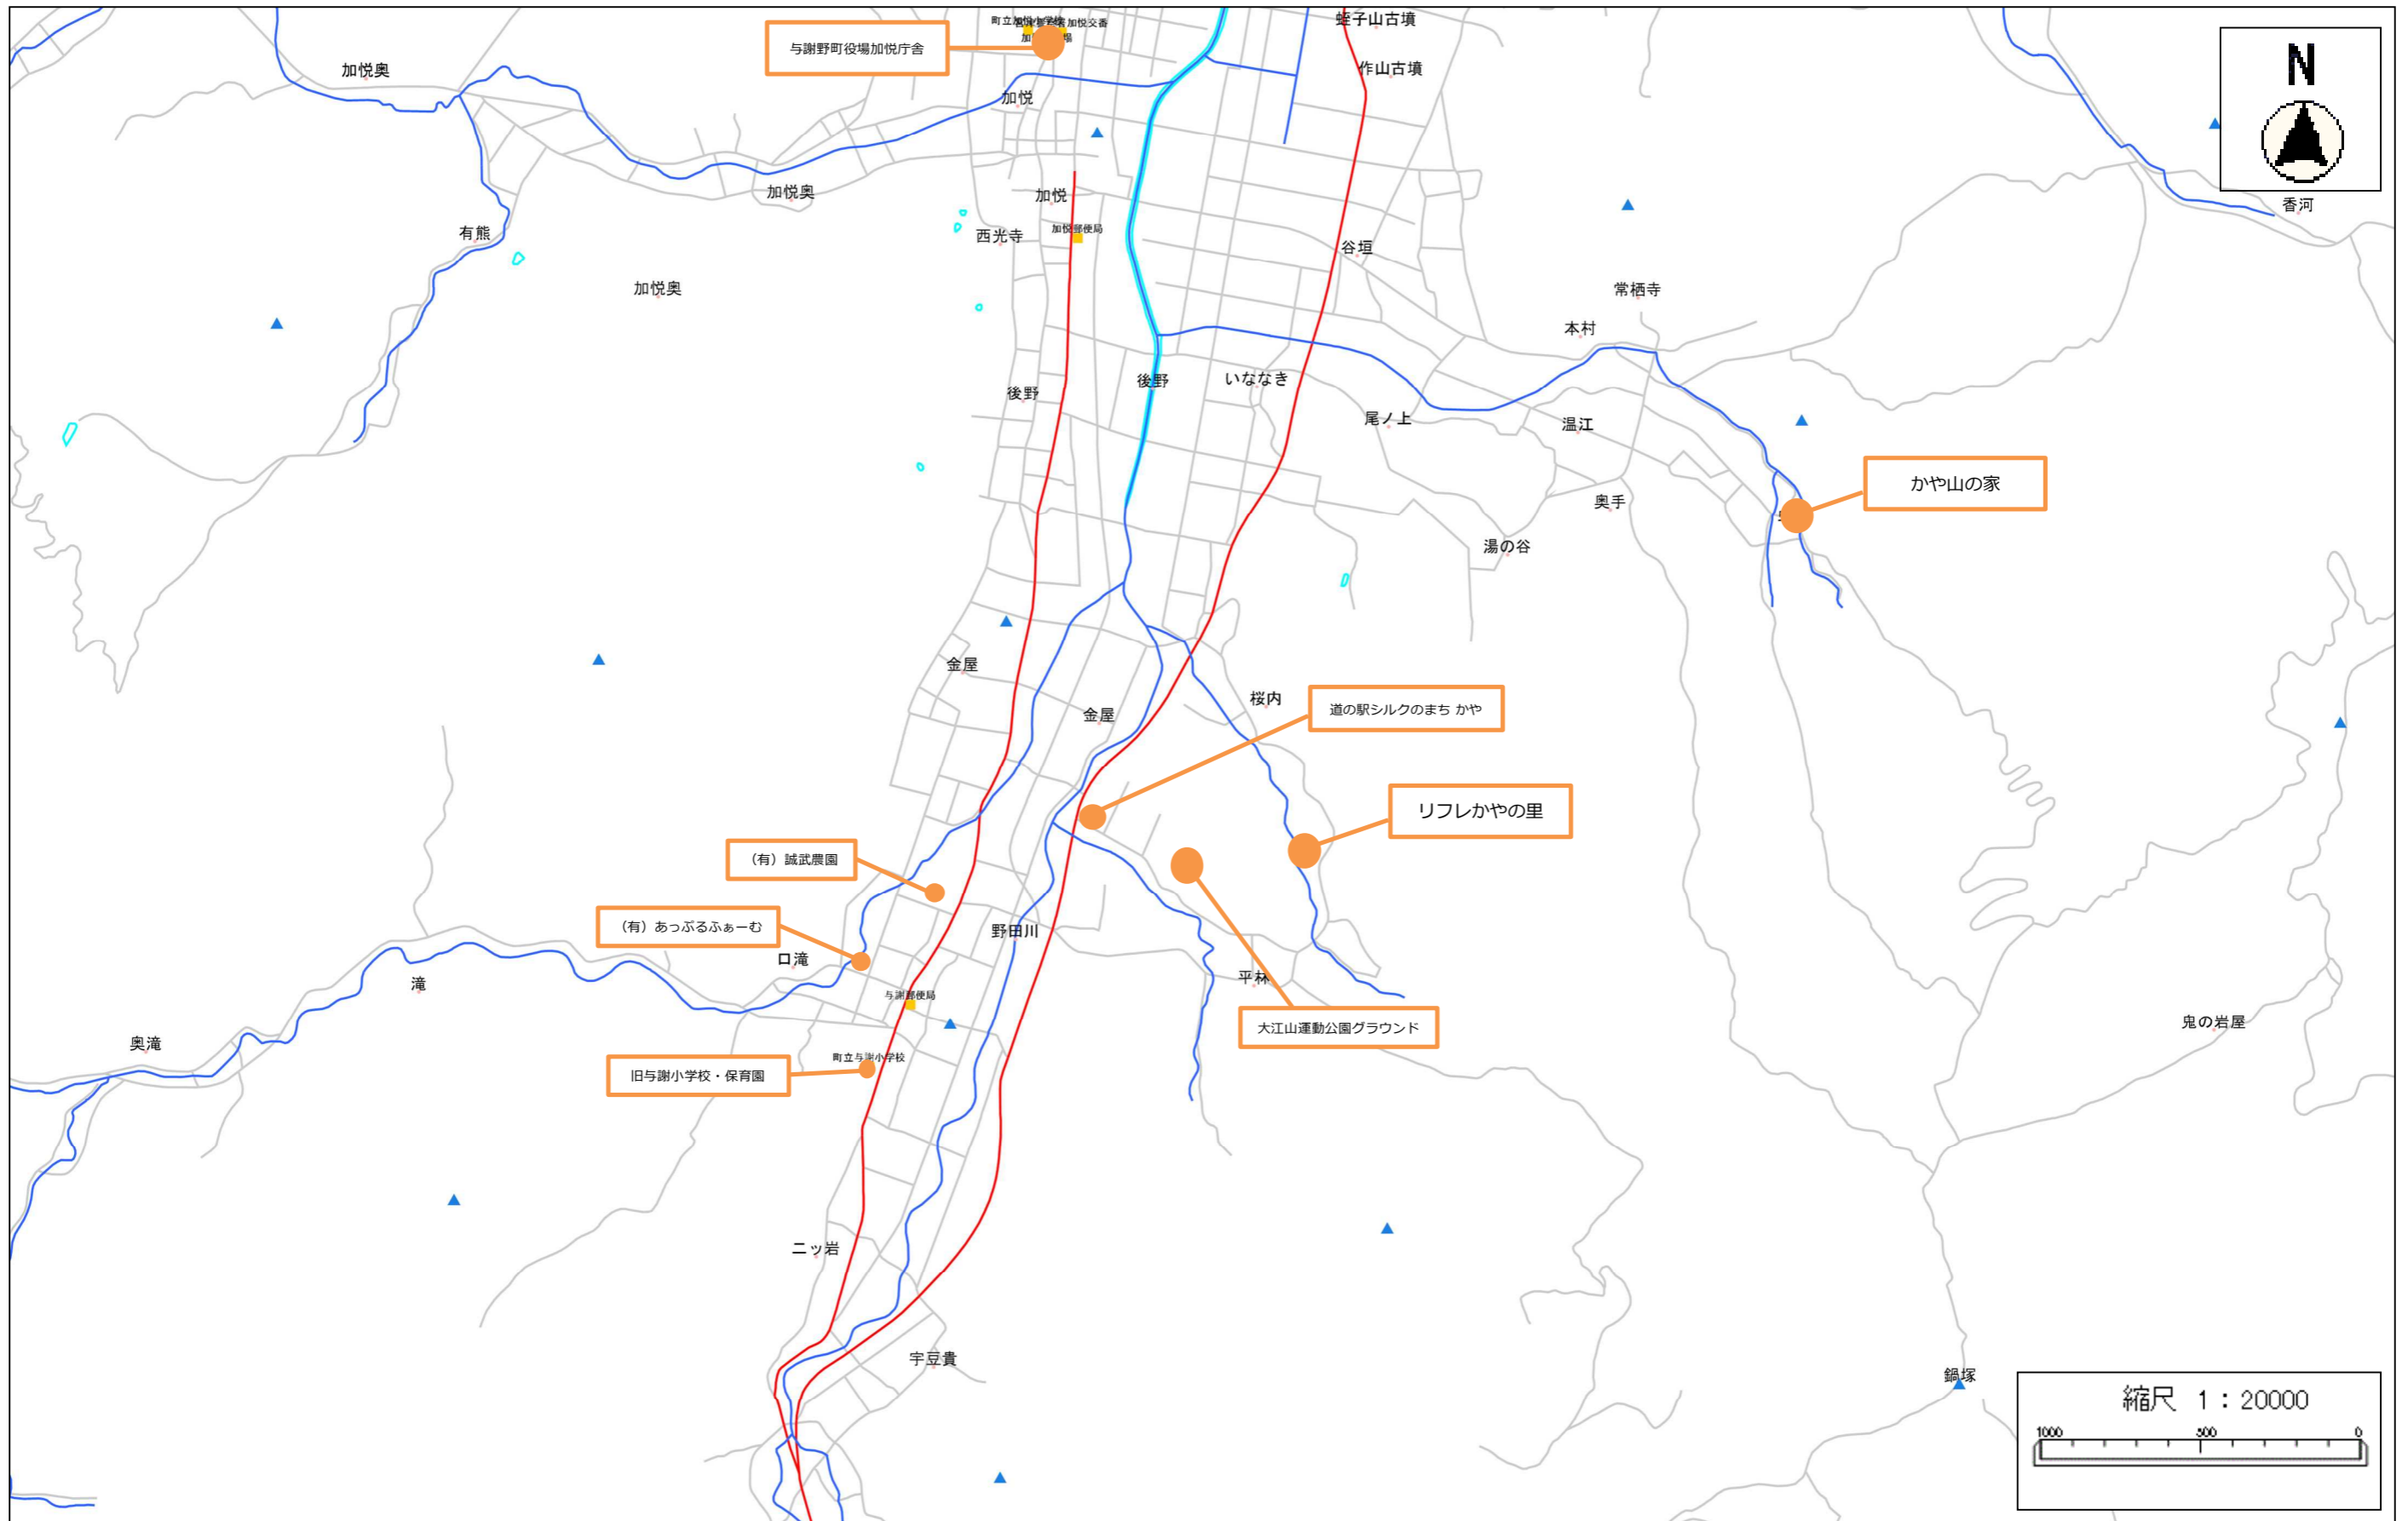 蛭子山古墳
町立加悦小学校
与謝野町役場加悦庁舎
N
加悦奥
作山古墳
加悦
加悦奥
加悦
香河
加悦郵便局
有熊
西光寺
谷垣
加悦奥
常栖寺
本村
後野
いななき
後野
尾ノ上
温江
かや山の家
奥手
湯の谷
金屋
桜内
道の駅シルクのまち かや
金屋
リフレかやの里
(有) 誠武農園
(有) あっぷるふぁーむ
野田川
口滝
滝
平林
与謝郵便局
大江山運動公園グラウンド
鬼の岩屋
奥滝
町立与謝小学校
旧与謝小学校・保育園
二ッ岩
宇豆貴
鍋塚
縮尺 1:20000
1000 500 0